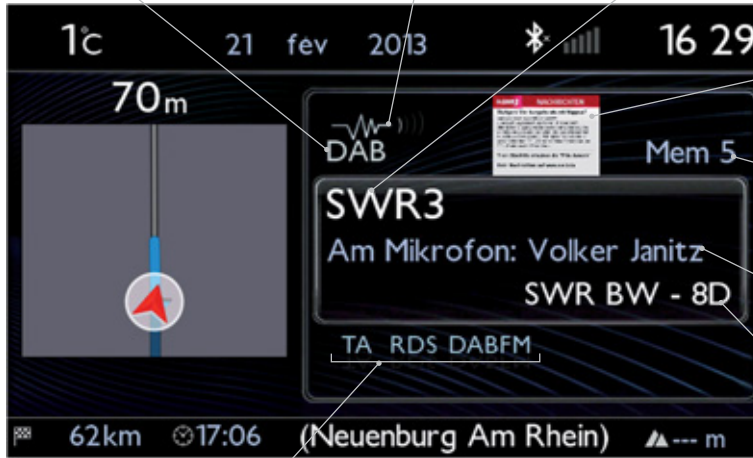 1°C 21 fév 2013 16 29
70m
DAB
NACHRICHTEN
Mem 5
SWR3
Am Mikrofon: Volker Janitz
SWR BW - 8D
TA RDS DABFM
62km 17:06 (Neuenburg Am Rhein) --- m